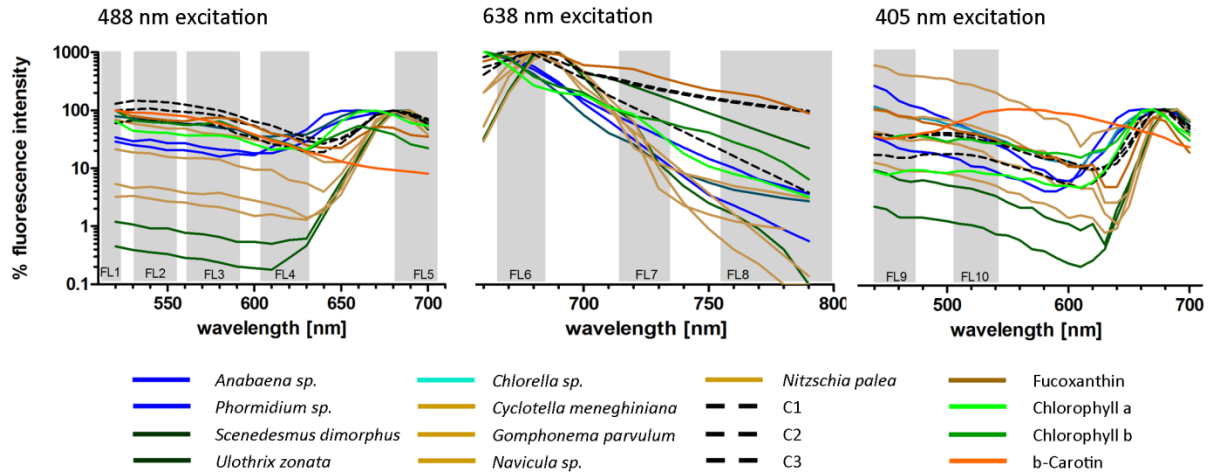 488 nm excitation
638 nm excitation
405 nm excitation
% fluorescence intensity
1000
100
10
1
0.1
FL1
FL2
FL3
FL4
FL5
550
600
650
700
wavelength [nm]
FL6
FL7
FL8
700
750
800
wavelength [nm]
FL9
FL10
500
600
700
wavelength [nm]
Anabaena sp.
Phormidium sp.
Scenedesmus dimorphus
Ulothrix zonata
Chlorella sp.
Cyclotella meneghiniana
Gomphonema parvulum
Navicula sp.
Nitzschia palea
C1
C2
C3
Fucoxanthin
Chlorophyll a
Chlorophyll b
b-Carotin